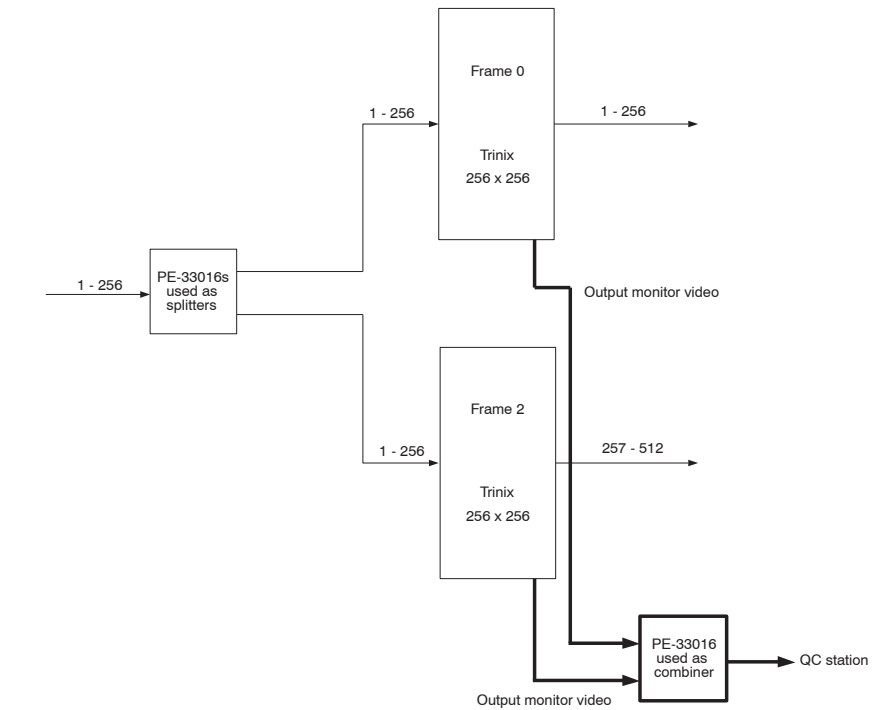 Frame 0
1 - 256
1 - 256
Trinix
256 x 256
PE-33016s
used as
splitters
1 - 256
Output monitor video
Frame 2
1 - 256
257 - 512
Trinix
256 x 256
PE-33016
used as
combiner
QC station
Output monitor video